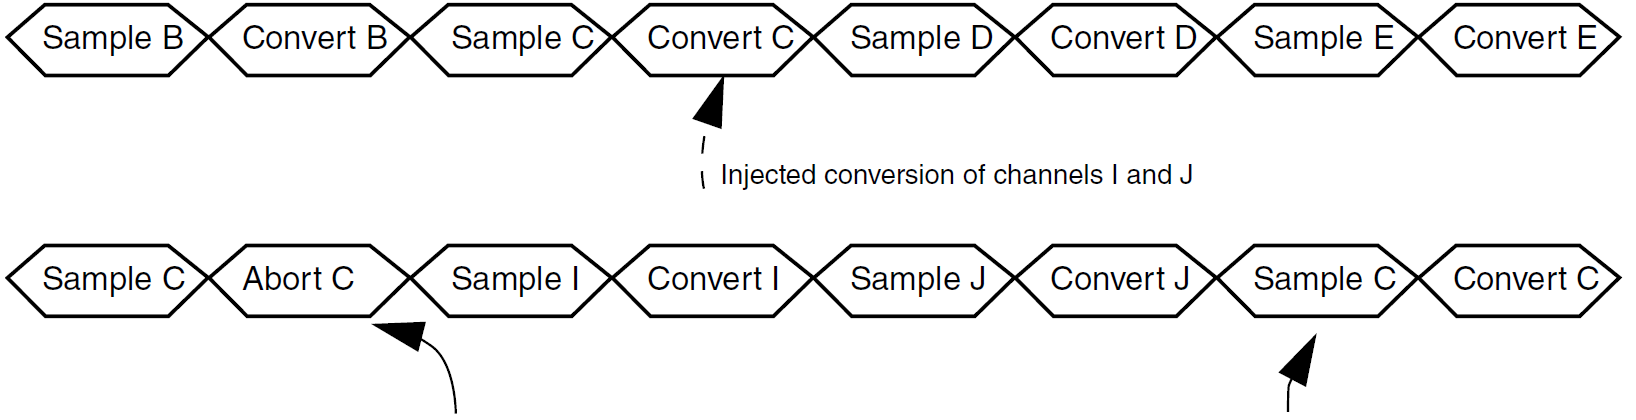 Sample B Convert B Sample C Convert C Sample D Convert D Sample E Convert E
Injected conversion of channels I and J
Sample C Abort C Sample I Convert I Sample J Convert J Sample C Convert C